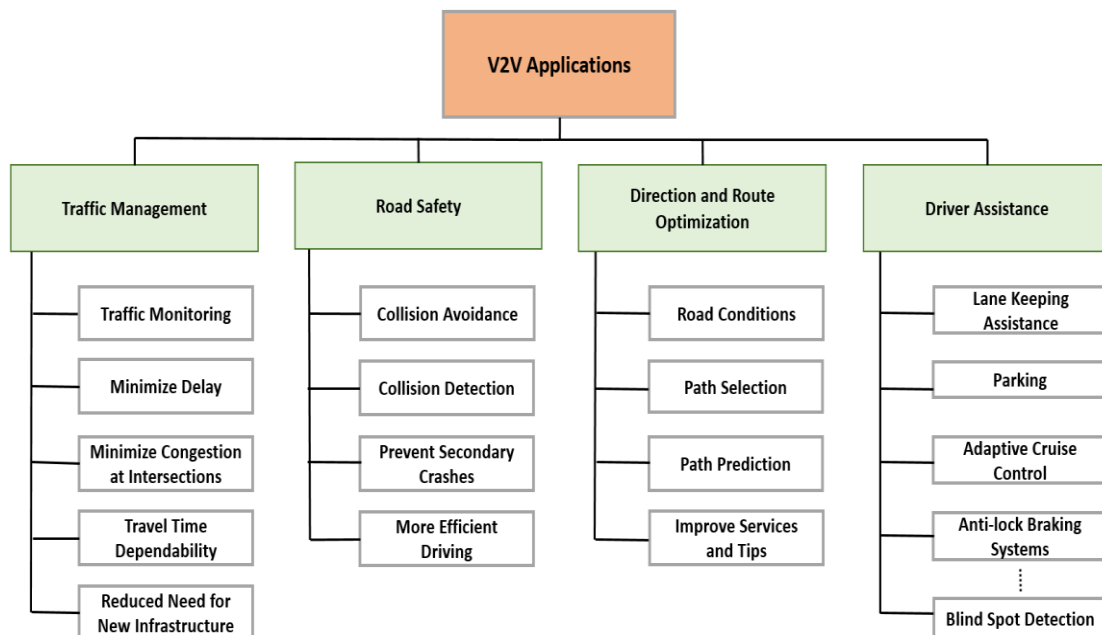 V2V Applications
Traffic Management
Road Safety
Direction and Route
Optimization
Driver Assistance
Traffic Monitoring
Minimize Delay
Minimize Congestion
at Intersections
Travel Time
Dependability
Reduced Need for
New Infrastructure
Collision Avoidance
Collision Detection
Prevent Secondary
Crashes
More Efficient
Driving
Road Conditions
Path Selection
Path Prediction
Improve Services
and Tips
Lane Keeping
Assistance
Parking
Adaptive Cruise
Control
Anti-lock Braking
Systems
Blind Spot Detection